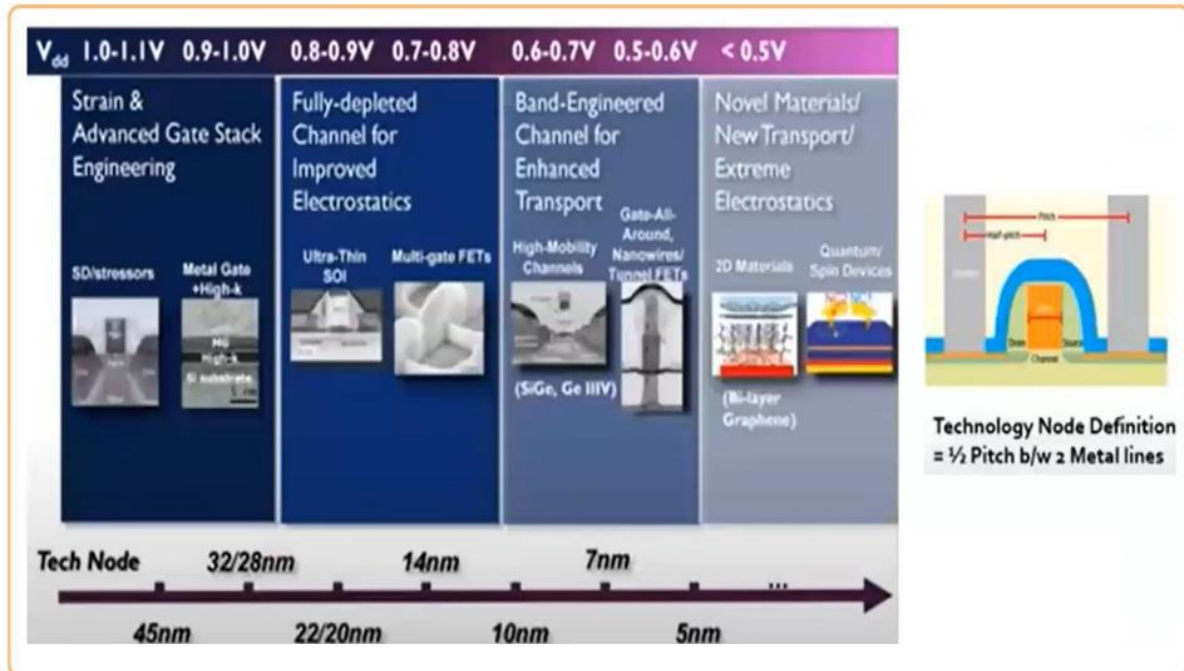 Vdd 1.0-1.1V 0.9-1.0V 0.8-0.9V 0.7-0.8V 0.6-0.7V 0.5-0.6V < 0.5V
Strain &
Advanced Gate Stack
Engineering
SD/stressors
Metal Gate
+High-k
MG
High-k
Si substrate
Fully-depleted
Channel for
Improved
Electrostatics
Ultra-Thin
SOI
Multi-gate FETs
Band-Engineered
Channel for
Enhanced
Transport
High-Mobility
Channels
(SiGe, Ge IIIV)
Gate-All-
Around,
Nanowires/
Tunnel FETs
Novel Materials/
New Transport/
Extreme
Electrostatics
2D Materials
(Bi-layer
Graphene)
Quantum/
Spin Devices
Tech Node
32/28nm 14nm 7nm ...
45nm 22/20nm 10nm 5nm
Pitch
Half-pitch
Drain
Source
Channel
Technology Node Definition
= ½ Pitch b/w 2 Metal lines